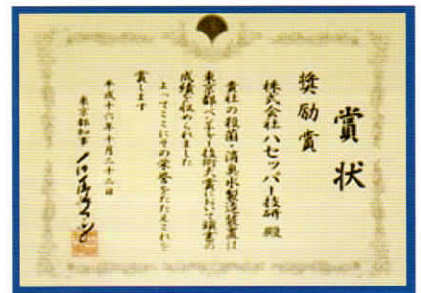 賞状
奨励賞
株式会社ハセッパー技研 殿
貴社の殺菌・消臭水製造装置は
東京都ベンチャー技術大賞において頭書の
成績を収められました
よってここにその栄誉をたたえこれを
賞します
平成十六年十月二十二日
東京都知事